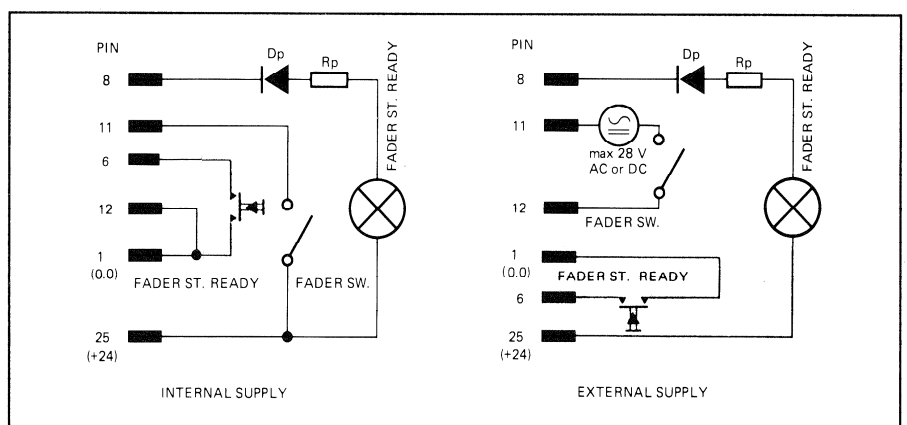 PIN
8
Dp
Rp
FADER ST. READY
11
6
12
1
(0.0)
FADER ST. READY
FADER SW.
25
(+24)
INTERNAL SUPPLY
PIN
8
Dp
Rp
FADER ST. READY
11
max 28 V
AC or DC
12
FADER SW.
1
(0.0)
FADER ST. READY
6
25
(+24)
EXTERNAL SUPPLY